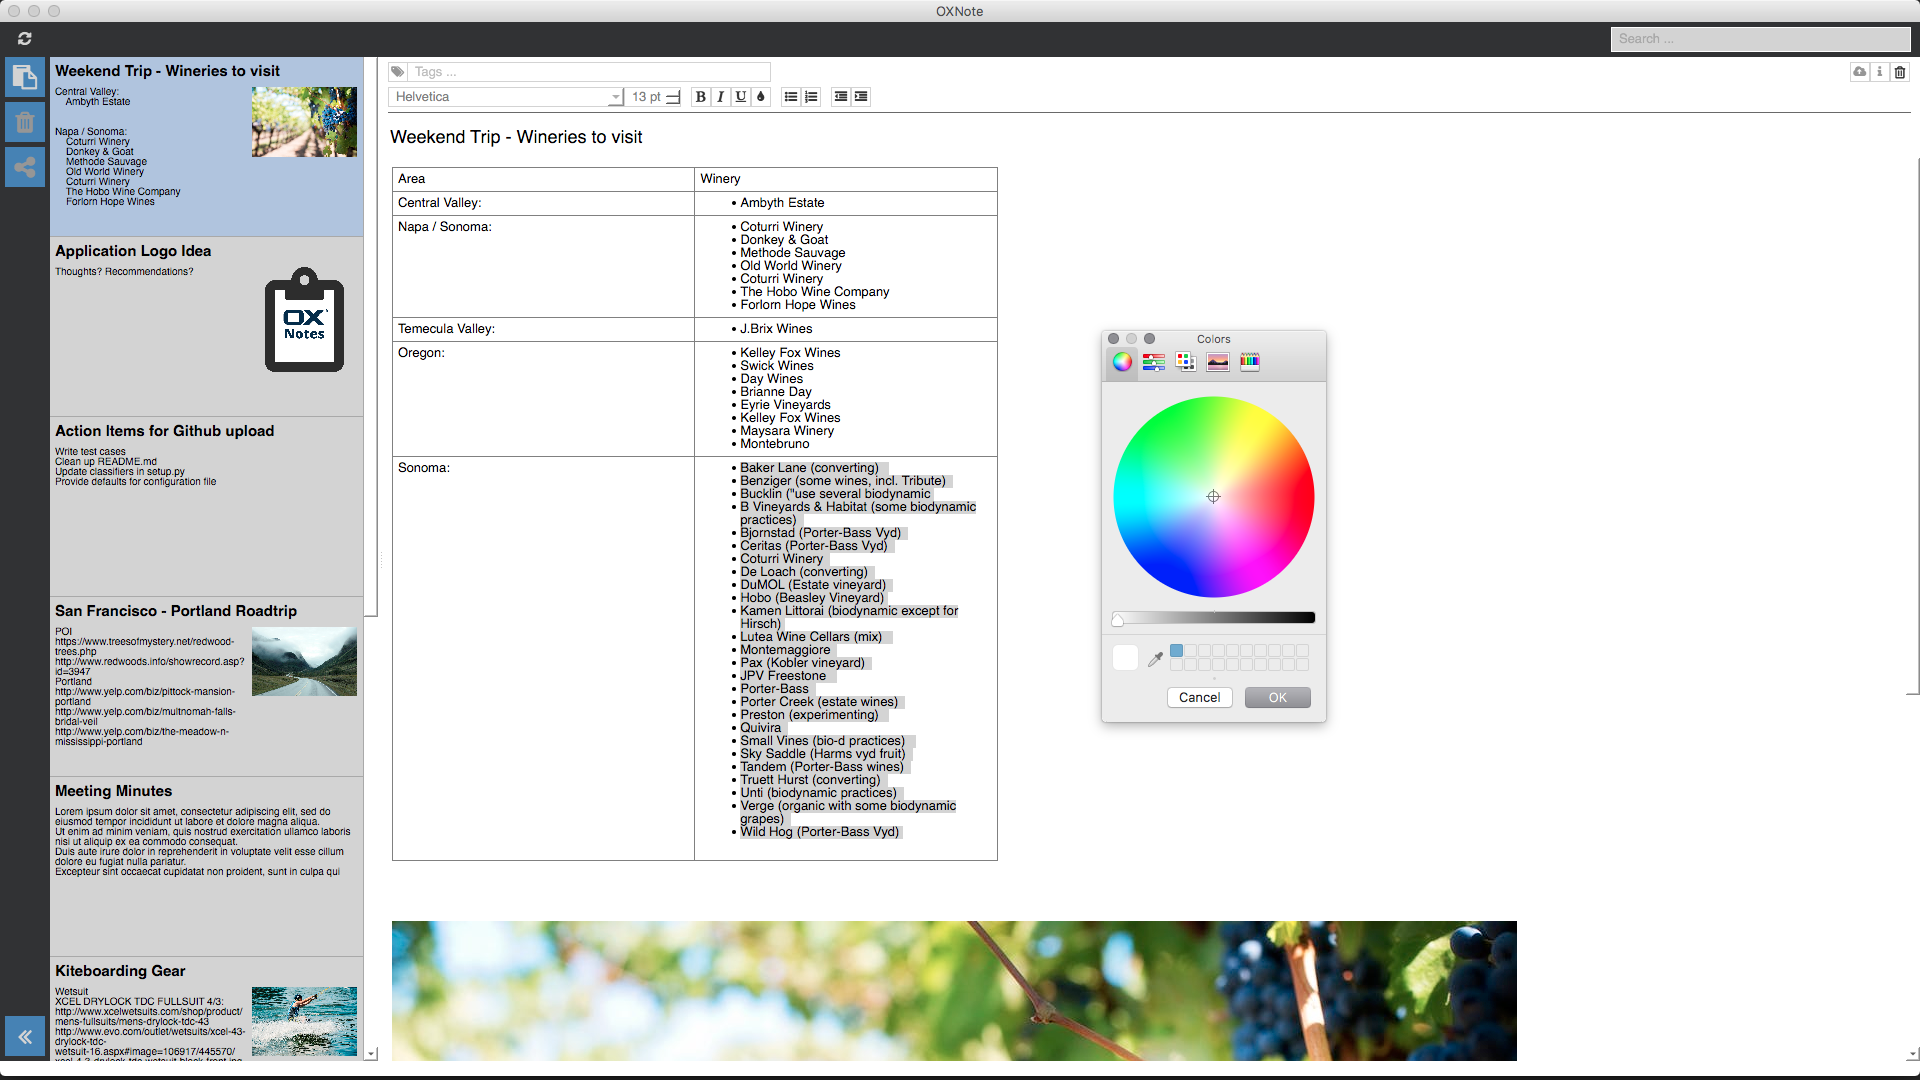 OXNote
Search ...
Weekend Trip - Wineries to visit
Central Valley:
Ambyth Estate
Napa / Sonoma:
Coturri Winery
Donkey & Goat
Methode Sauvage
Old World Winery
Coturri Winery
The Hobo Wine Company
Forlorn Hope Wines
Application Logo Idea
Thoughts? Recommendations?
OX
Notes
Action Items for Github upload
Write test cases
Clean up README.md
Update classifiers in setup.py
Provide defaults for configuration file
San Francisco - Portland Roadtrip
POI
https://www.treesofmystery.net/redwood-
trees.php
http://www.redwoods.info/showrecord.asp?
id=3947
Portland
http://www.yelp.com/biz/pittock-mansion-
portland
http://www.yelp.com/biz/multnomah-falls-
bridal-veil
http://www.yelp.com/biz/the-meadow-n-
mississippi-portland
Meeting Minutes
Lorem ipsum dolor sit amet, consectetur adipiscing elit, sed do
eiusmod tempor incididunt ut labore et dolore magna aliqua.
Ut enim ad minim veniam, quis nostrud exercitation ullamco laboris
nisi ut aliquip ex ea commodo consequat.
Duis aute irure dolor in reprehenderit in voluptate velit esse cillum
dolore eu fugiat nulla pariatur.
Excepteur sint occaecat cupidatat non proident, sunt in culpa qui
Kiteboarding Gear
Wetsuit
XCEL DRYLOCK TDC FULLSUIT 4/3:
http://www.xcelwetsuits.com/shop/product/
mens-fullsuits/mens-drylock-tdc-43
http://www.evo.com/outlet/wetsuits/xcel-43-
drylock-tdc-
wetsuit-16.aspx#image=106917/445570/
Tags ...
Helvetica 13 pt B I U
Weekend Trip - Wineries to visit
Area Winery
Central Valley: • Ambyth Estate
Napa / Sonoma: • Coturri Winery
• Donkey & Goat
• Methode Sauvage
• Old World Winery
• Coturri Winery
• The Hobo Wine Company
• Forlorn Hope Wines
Temecula Valley: • J.Brix Wines
Oregon: • Kelley Fox Wines
• Swick Wines
• Day Wines
• Brianne Day
• Eyrie Vineyards
• Kelley Fox Wines
• Maysara Winery
• Montebruno
Sonoma: • Baker Lane (converting)
• Benziger (some wines, incl. Tribute)
• Bucklin ("use several biodynamic
• B Vineyards & Habitat (some biodynamic
practices)
• Bjornstad (Porter-Bass Vyd)
• Ceritas (Porter-Bass Vyd)
• Coturri Winery
• De Loach (converting)
• DuMOL (Estate vineyard)
• Hobo (Beasley Vineyard)
• Kamen Littorai (biodynamic except for
Hirsch)
• Lutea Wine Cellars (mix)
• Montemaggiore
• Pax (Kobler vineyard)
• JPV Freestone
• Porter-Bass
• Porter Creek (estate wines)
• Preston (experimenting)
• Quivira
• Small Vines (bio-d practices)
• Sky Saddle (Harms vyd fruit)
• Tandem (Porter-Bass wines)
• Truett Hurst (converting)
• Unti (biodynamic practices)
• Verge (organic with some biodynamic
grapes)
• Wild Hog (Porter-Bass Vyd)
Colors
Cancel OK